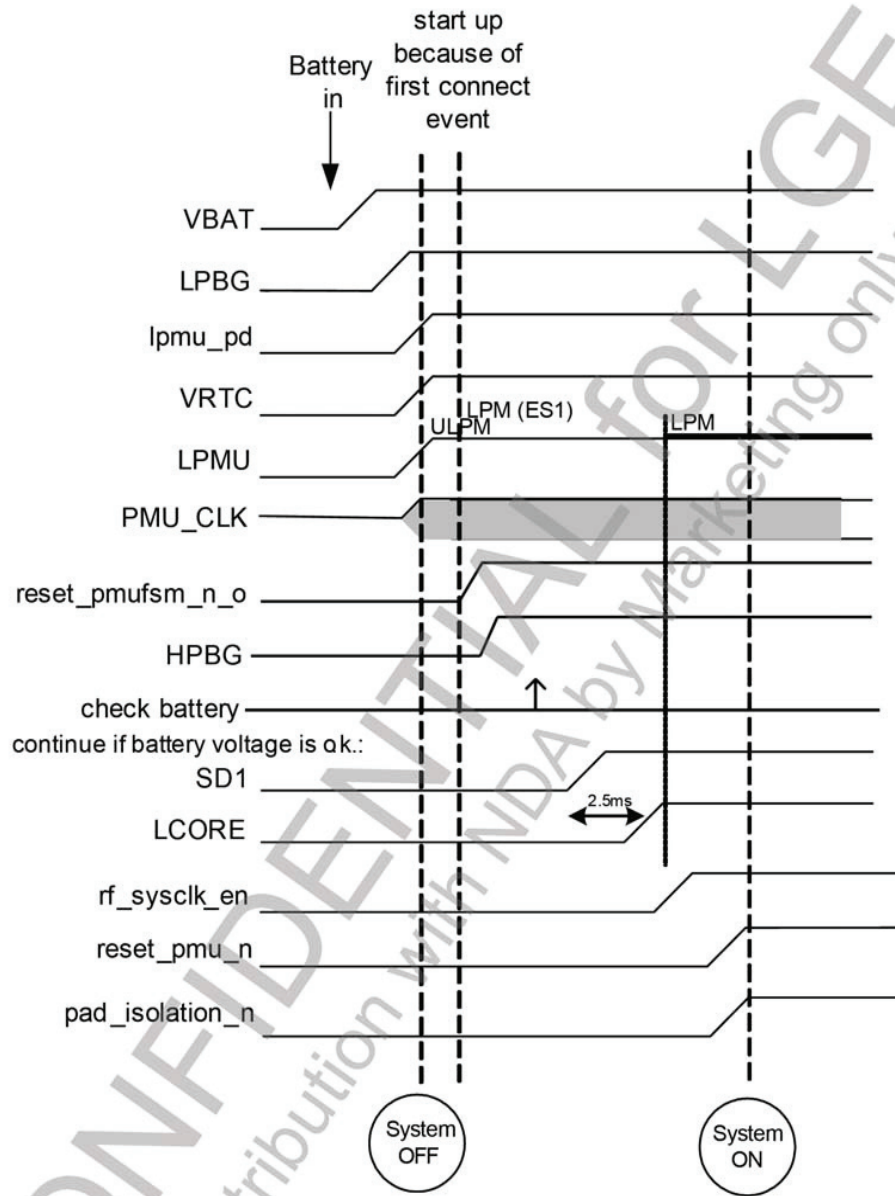 start up
because of
first connect
event
Battery
in
VBAT
LPBG
lpmu_pd
VRTC
LPM (ES1)
ULPM
LPM
LPMU
PMU_CLK
reset_pmufsm_n_o
HPBG
check battery
continue if battery voltage is ok.:
SD1
2.5ms
LCORE
rf_sysclk_en
reset_pmu_n
pad_isolation_n
System
OFF
System
ON
ONFIDENTIAL for LGE
tribution with NDA by Marketing only